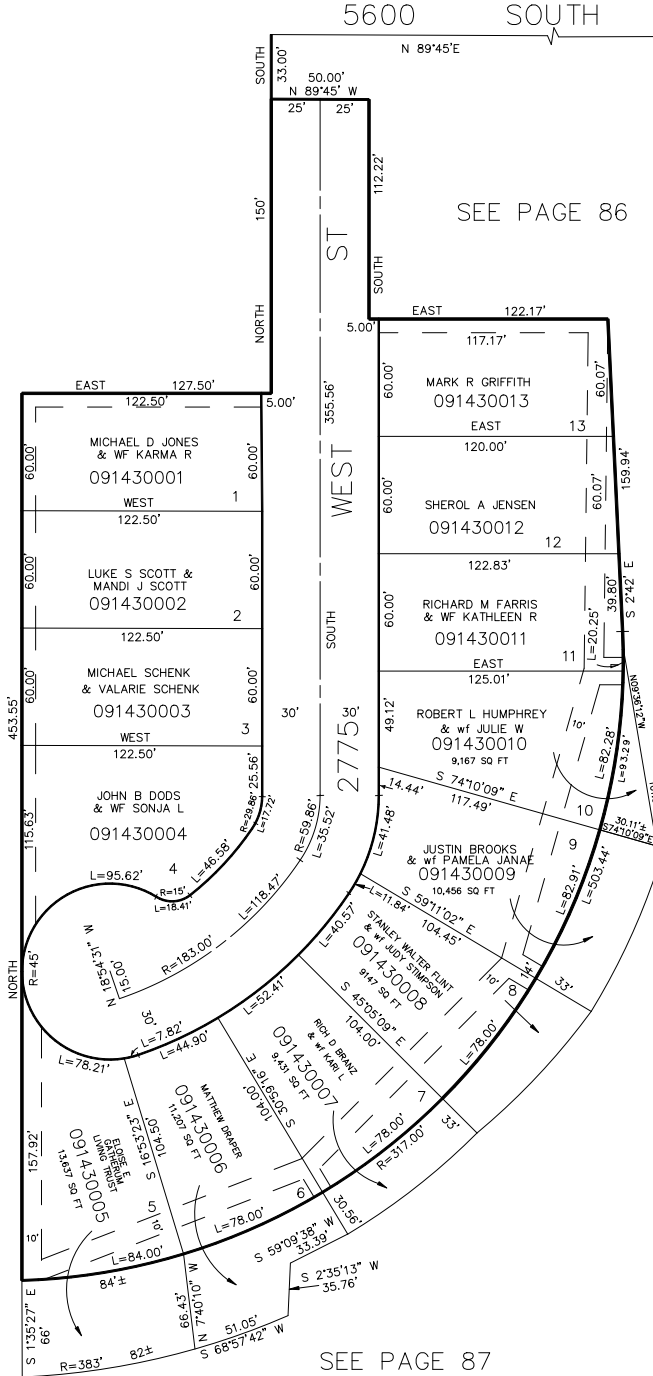 5600 SOUTH
N 89°45'E
SOUTH
33.00'
50.00'
N 89°45' W
25' 25'
150'
NORTH
112.22'
SOUTH
SEE PAGE 86
ST
WEST
2775
355.56'
SOUTH
30' 30'
EAST 122.17'
5.00'
117.17'
60.00'
60.07'
MARK R GRIFFITH
091430013
EAST
13
120.00'
60.00'
60.07'
159.94'
SHEROL A JENSEN
091430012
12
122.83'
60.00'
39.80'
S 2°42' E
RICHARD M FARRIS
& WF KATHLEEN R
091430011
L=20.25'
EAST
11
125.01'
49.12'
ROBERT L HUMPHREY
& wf JULIE W
091430010
9,167 SQ FT
10'
L=82.28'
L=93.29'
N09°36'12"W
S 74°10'09" E
117.49'
10
14.44'
30.11'±
S74°10'09"E
9
L=41.48'
JUSTIN BROOKS
& wf PAMELA JANAE
091430009
10,456 SQ FT
L=82.91'
L=503.44'
S 59°11'02" E
104.45'
L=11.84'
14'
33'
EAST 127.50'
122.50'
5.00'
60.00'
60.00'
MICHAEL D JONES
& WF KARMA R
091430001
WEST
1
122.50'
60.00'
60.00'
LUKE S SCOTT &
MANDI J SCOTT
091430002
2
122.50'
60.00'
60.00'
MICHAEL SCHENK
& VALARIE SCHENK
091430003
WEST
3
122.50'
453.55'
115.63'
25.56'
JOHN B DODS
& WF SONJA L
091430004
4
R=29.86'
L=17.72'
R=59.86'
L=35.52'
L=95.62'
L=46.58'
R=15'
L=18.41'
L=118.47'
R=183.00'
N 18°54'31" W
15.00'
R=45'
NORTH
L=40.57'
STANLEY WALTER FLINT
& wf JUDY STIMPSON
091430008
9147 SQ FT
10'
8
L=78.00'
S 45°05'09" E
104.00'
L=52.41'
RICH D BRANZ
& wf KARI L
091430007
9,431 SQ FT
7
L=78.00'
R=317.00'
33'
30'
L=7.82'
L=44.90'
L=78.21'
S 30°59'16" E
104.00'
MATTHEW DRAPER
091430006
11,207 SQ FT
6
L=78.00'
30.56'
S 16°53'23" E
104.50'
157.92'
ELOISE E
GATHERUM
LIVING TRUST
091430005
13,637 SQ FT
5
10'
10'
L=84.00'
84'±
S 59°09'38" W
33.39'
S 2°35'13" W
35.76'
S 1°35'27" E
66'
66.43'
N 7°40'10" W
51.05'
S 68°57'42" W
R=383' 82±
SEE PAGE 87